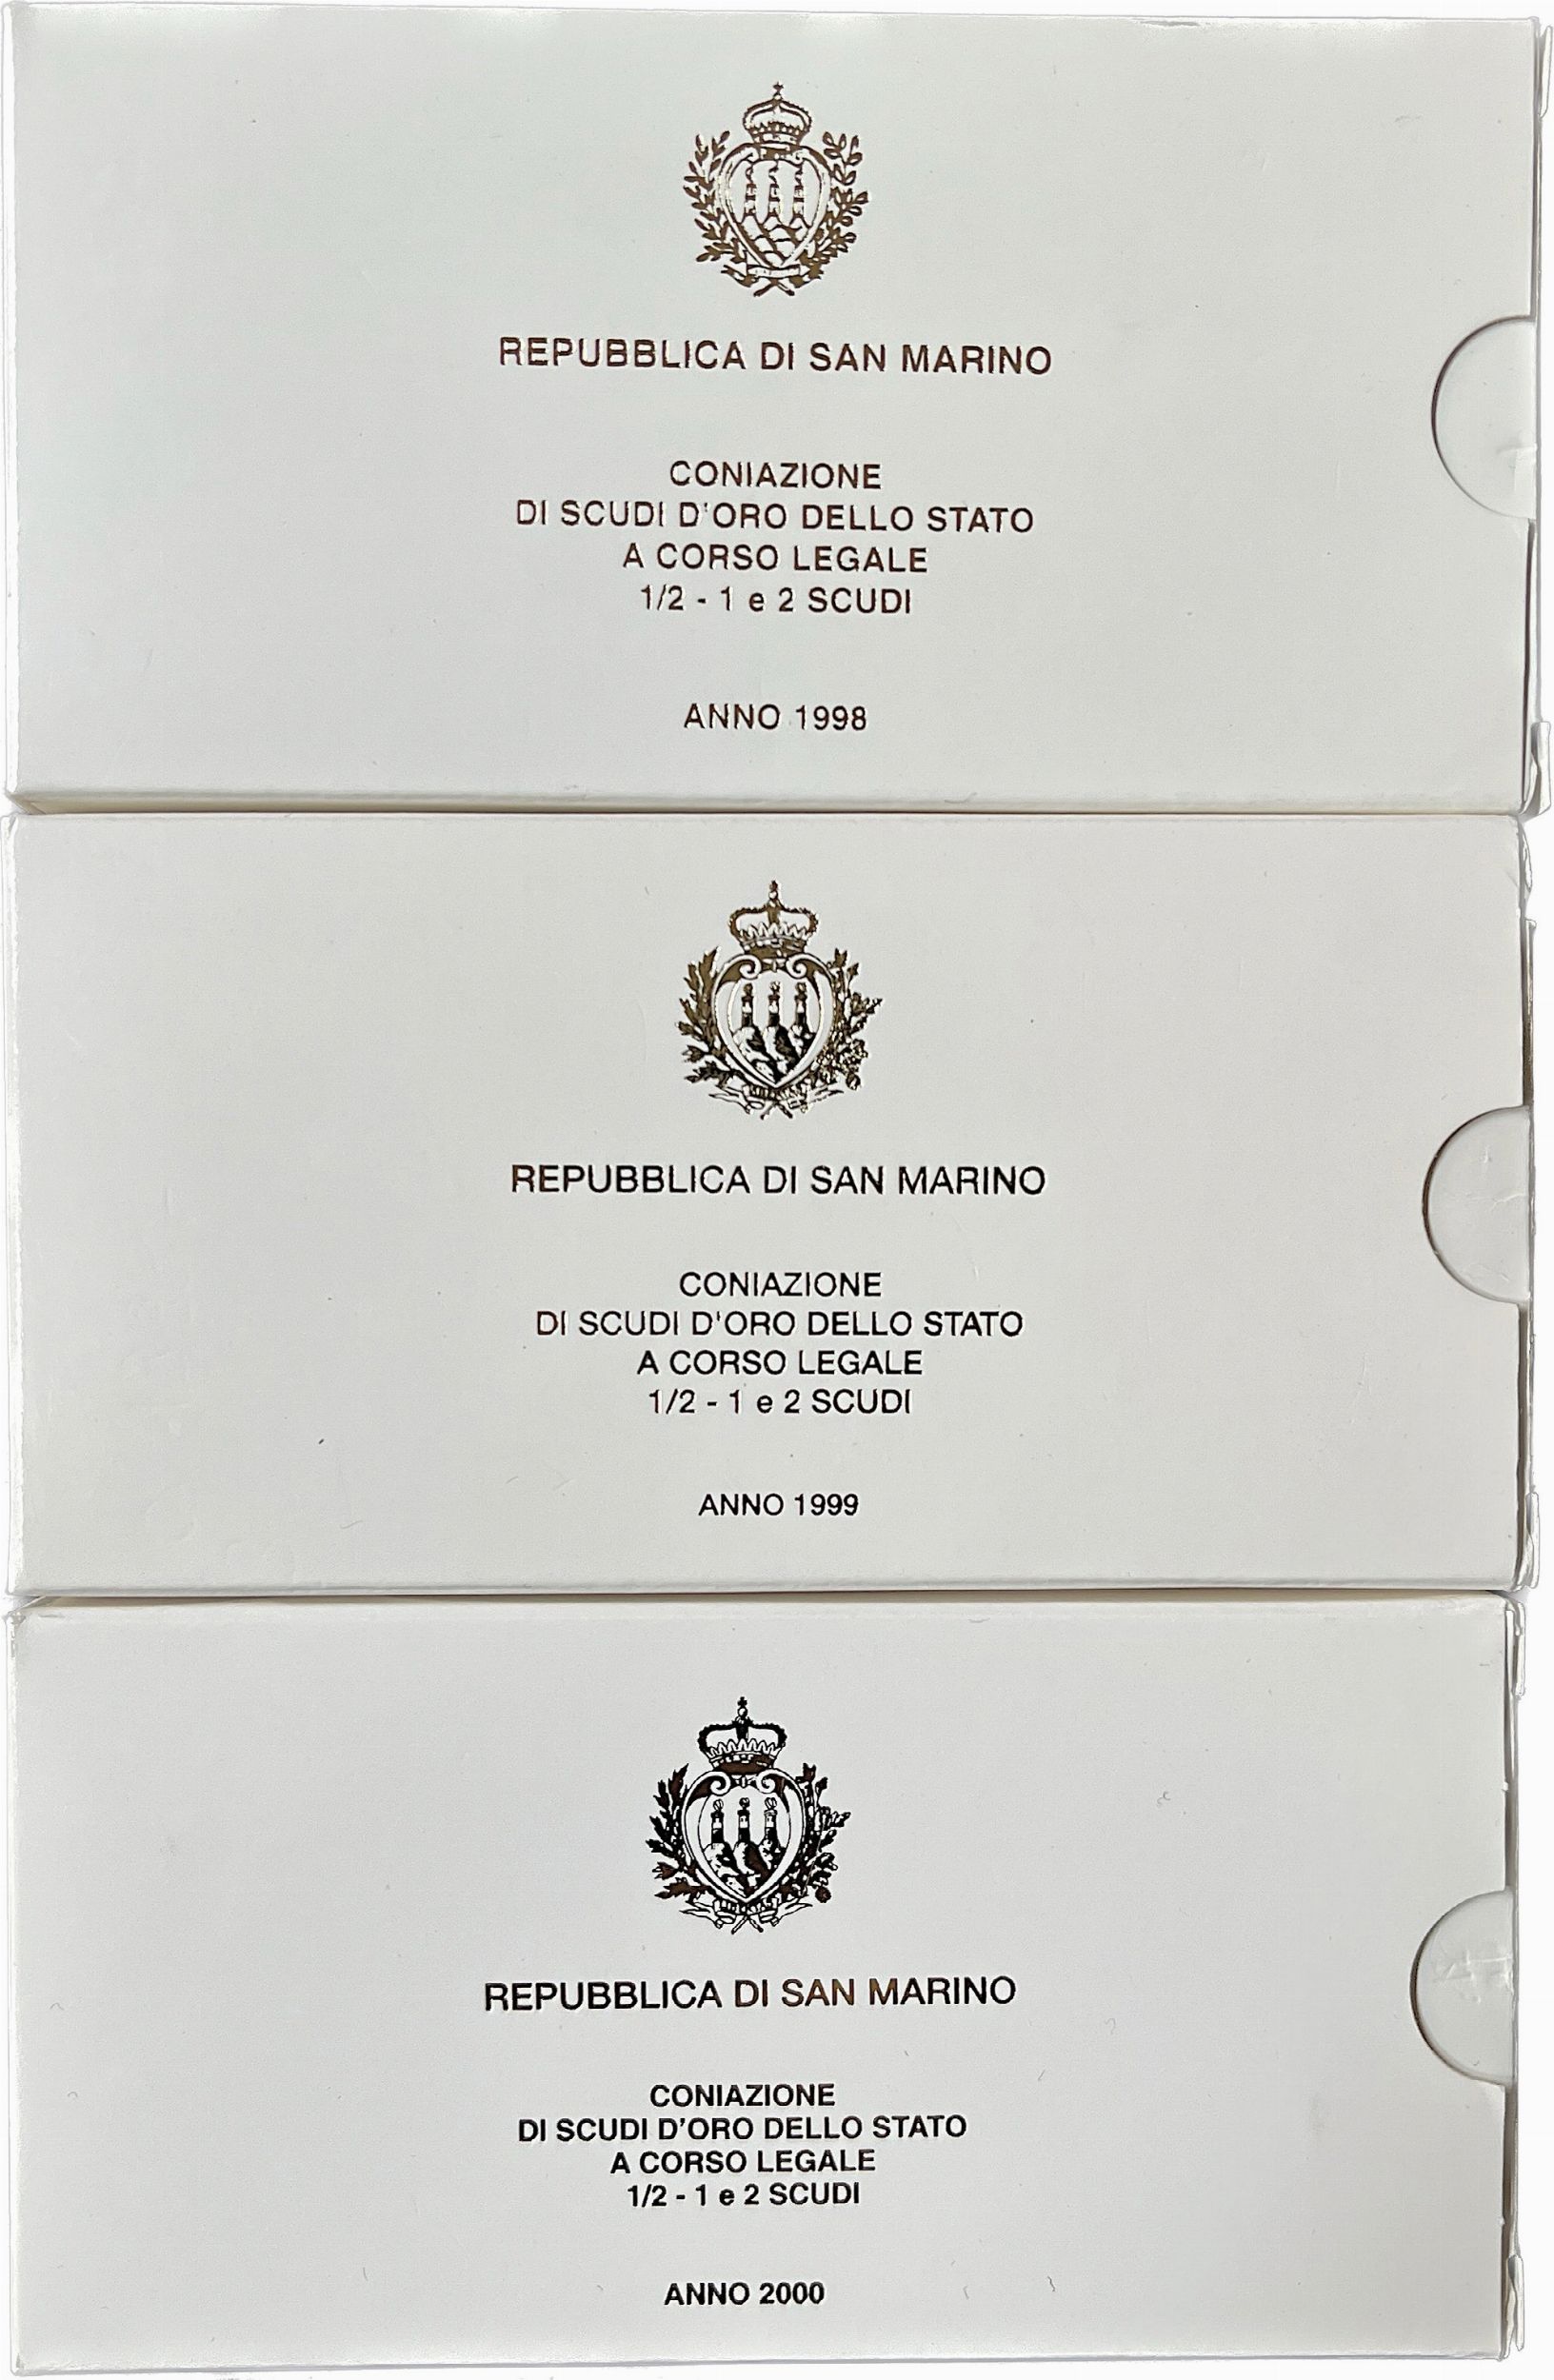 REPUBBLICA DI SAN MARINO
CONIAZIONE
DI SCUDI D'ORO DELLO STATO
A CORSO LEGALE
1/2 - 1 e 2 SCUDI
ANNO 1998
REPUBBLICA DI SAN MARINO
CONIAZIONE
DI SCUDI D'ORO DELLO STATO
A CORSO LEGALE
1/2 - 1 e 2 SCUDI
ANNO 1999
LIBERTAS
REPUBBLICA DI SAN MARINO
CONIAZIONE
DI SCUDI D'ORO DELLO STATO
A CORSO LEGALE
1/2 - 1 e 2 SCUDI
ANNO 2000